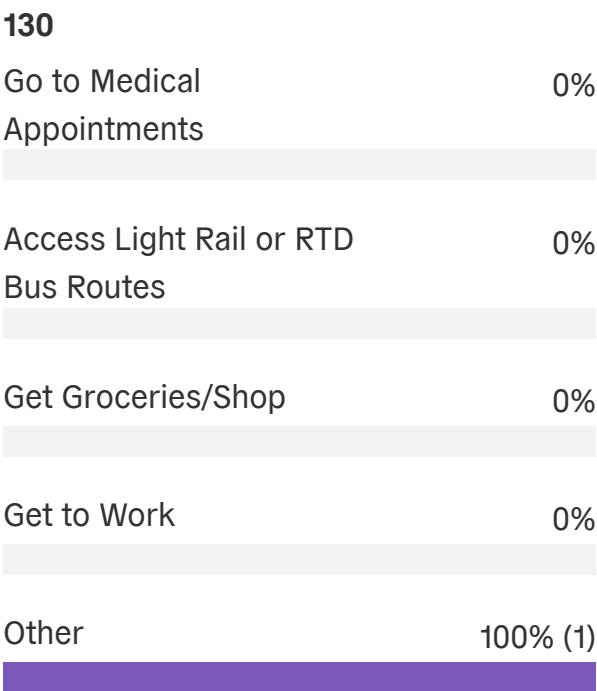 130
Go to Medical 0%
Appointments
Access Light Rail or RTD 0%
Bus Routes
Get Groceries/Shop 0%
Get to Work 0%
Other 100% (1)